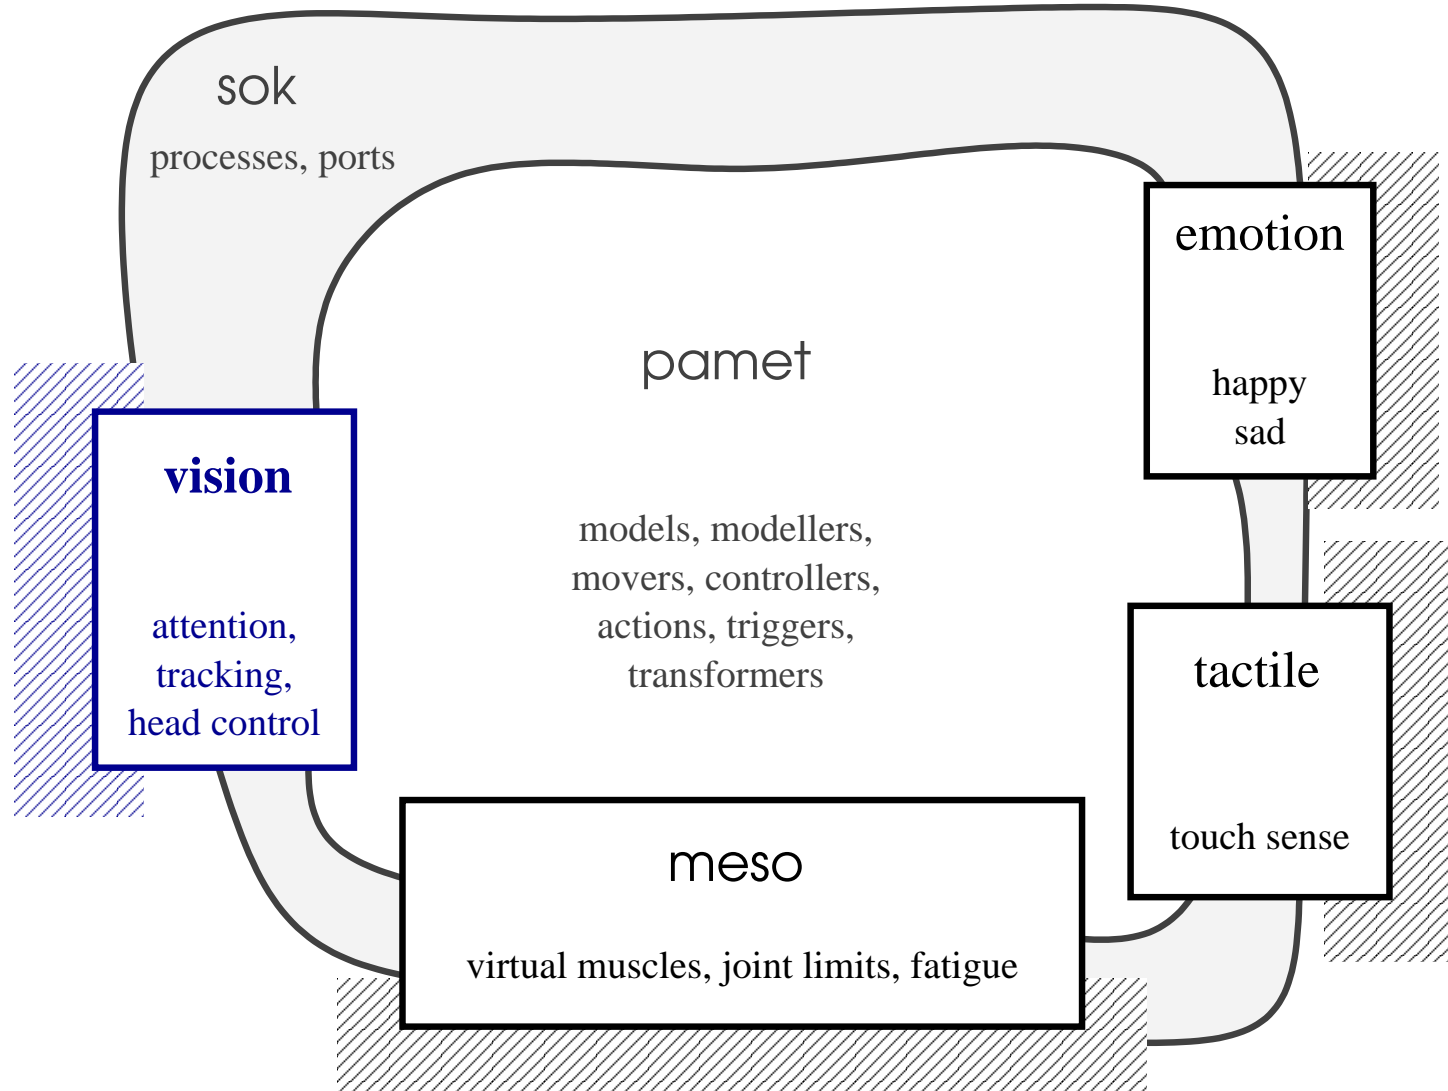 sok
processes, ports
emotion
happy
sad
pamet
models, modellers,
movers, controllers,
actions, triggers,
transformers
vision
attention,
tracking,
head control
tactile
touch sense
meso
virtual muscles, joint limits, fatigue